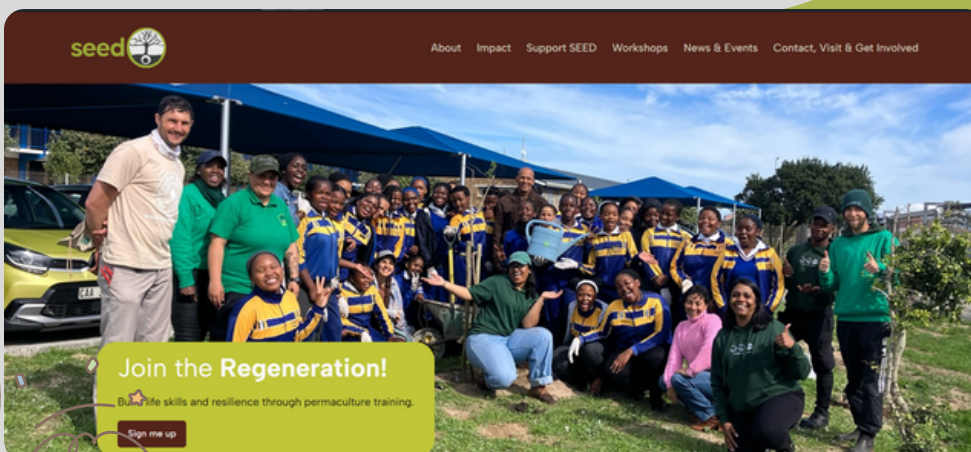 seed
About Impact Support SEED Workshops News & Events Contact, Visit & Get Involved
Join the Regeneration!
life skills and resilience through permaculture training.
Sign me up